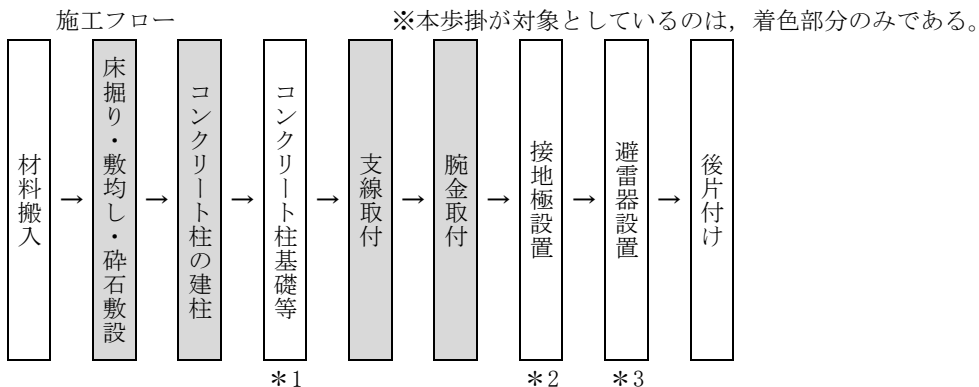 施工フロー
※本歩掛が対象としているのは，着色部分のみである。
材料搬入
→
床掘り・敷均し・砕石敷設
→
コンクリート柱の建柱
→
コンクリート柱基礎等
→
支線取付
→
腕金取付
→
接地極設置
→
避雷器設置
→
後片付け
＊1
＊2
＊3